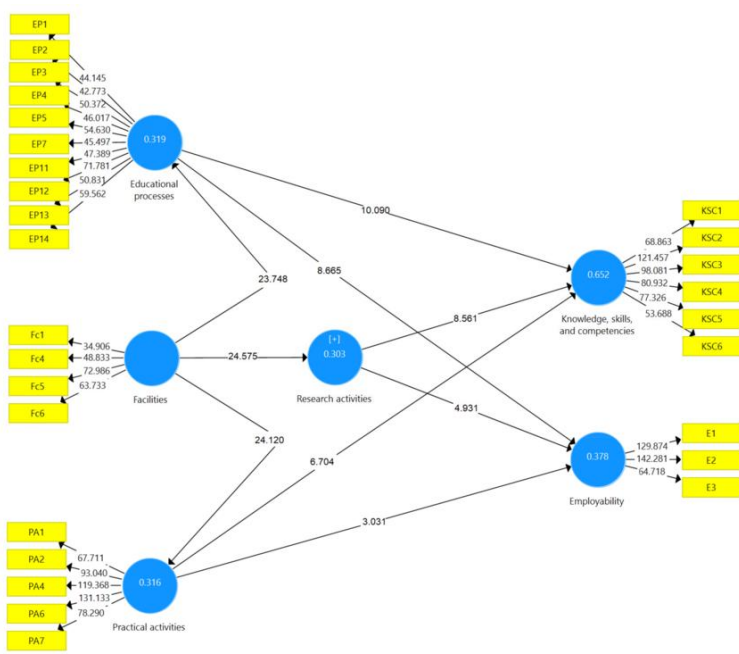 EP1
EP2
EP3
EP4
EP5
EP7
EP11
EP12
EP13
EP14
44.145
42.773
50.372
46.017
54.630
45.497
47.389
71.781
50.831
59.562
0.319
Educational
processes
10.090
8.665
23.748
Fc1
Fc4
Fc5
Fc6
34.906
48.833
72.986
63.733
Facilities
24.575
[+]
0.303
Research activities
8.561
4.931
24.120
6.704
3.031
PA1
PA2
PA4
PA6
PA7
67.711
93.040
119.368
131.133
78.290
0.316
Practical activities
0.652
Knowledge, skills,
and competencies
68.863
121.457
98.081
80.932
77.326
53.688
KSC1
KSC2
KSC3
KSC4
KSC5
KSC6
0.378
Employability
129.874
142.281
64.718
E1
E2
E3